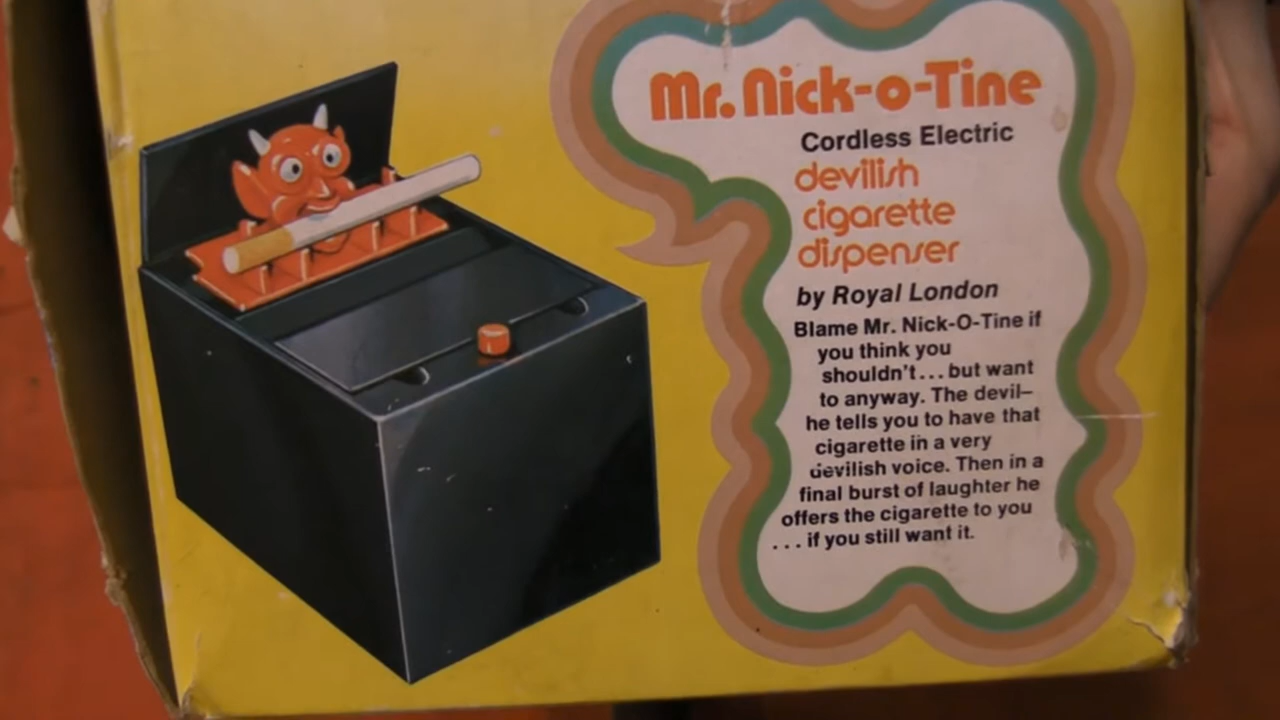 Mr. Nick-o-Tine
Cordless Electric
devilish
cigarette
dispenser
by Royal London
Blame Mr. Nick-O-Tine if
you think you
shouldn't... but want
to anyway. The devil–
he tells you to have that
cigarette in a very
devilish voice. Then in a
final burst of laughter he
offers the cigarette to you
... if you still want it.